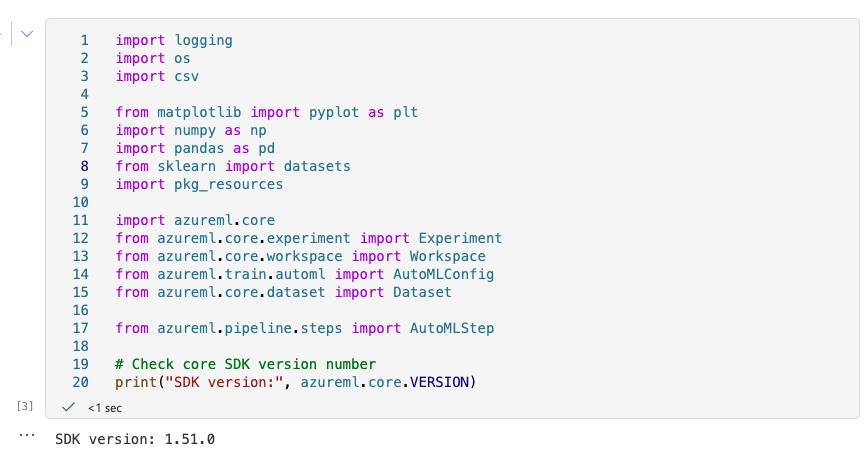 1 import logging
2 import os
3 import csv
4
5 from matplotlib import pyplot as plt
6 import numpy as np
7 import pandas as pd
8 from sklearn import datasets
9 import pkg_resources
10
11 import azureml.core
12 from azureml.core.experiment import Experiment
13 from azureml.core.workspace import Workspace
14 from azureml.train.automl import AutoMLConfig
15 from azureml.core.dataset import Dataset
16
17 from azureml.pipeline.steps import AutoMLStep
18
19 # Check core SDK version number
20 print("SDK version:", azureml.core.VERSION)
[3] <1 sec
... SDK version: 1.51.0